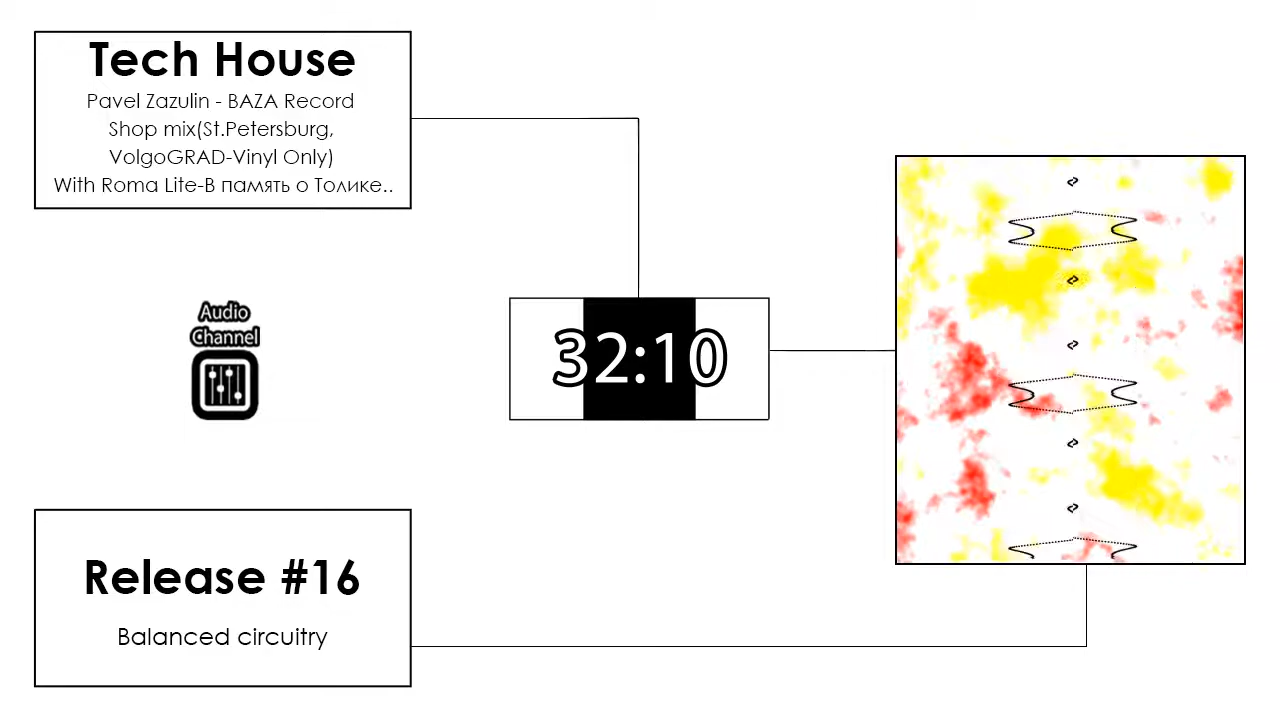 Tech House
Pavel Zazulin - BAZA Record
Shop mix(St.Petersburg,
VolgoGRAD-Vinyl Only)
With Roma Lite-В память о Толике..
Audio
Channel
32:10
Release #16
Balanced circuitry